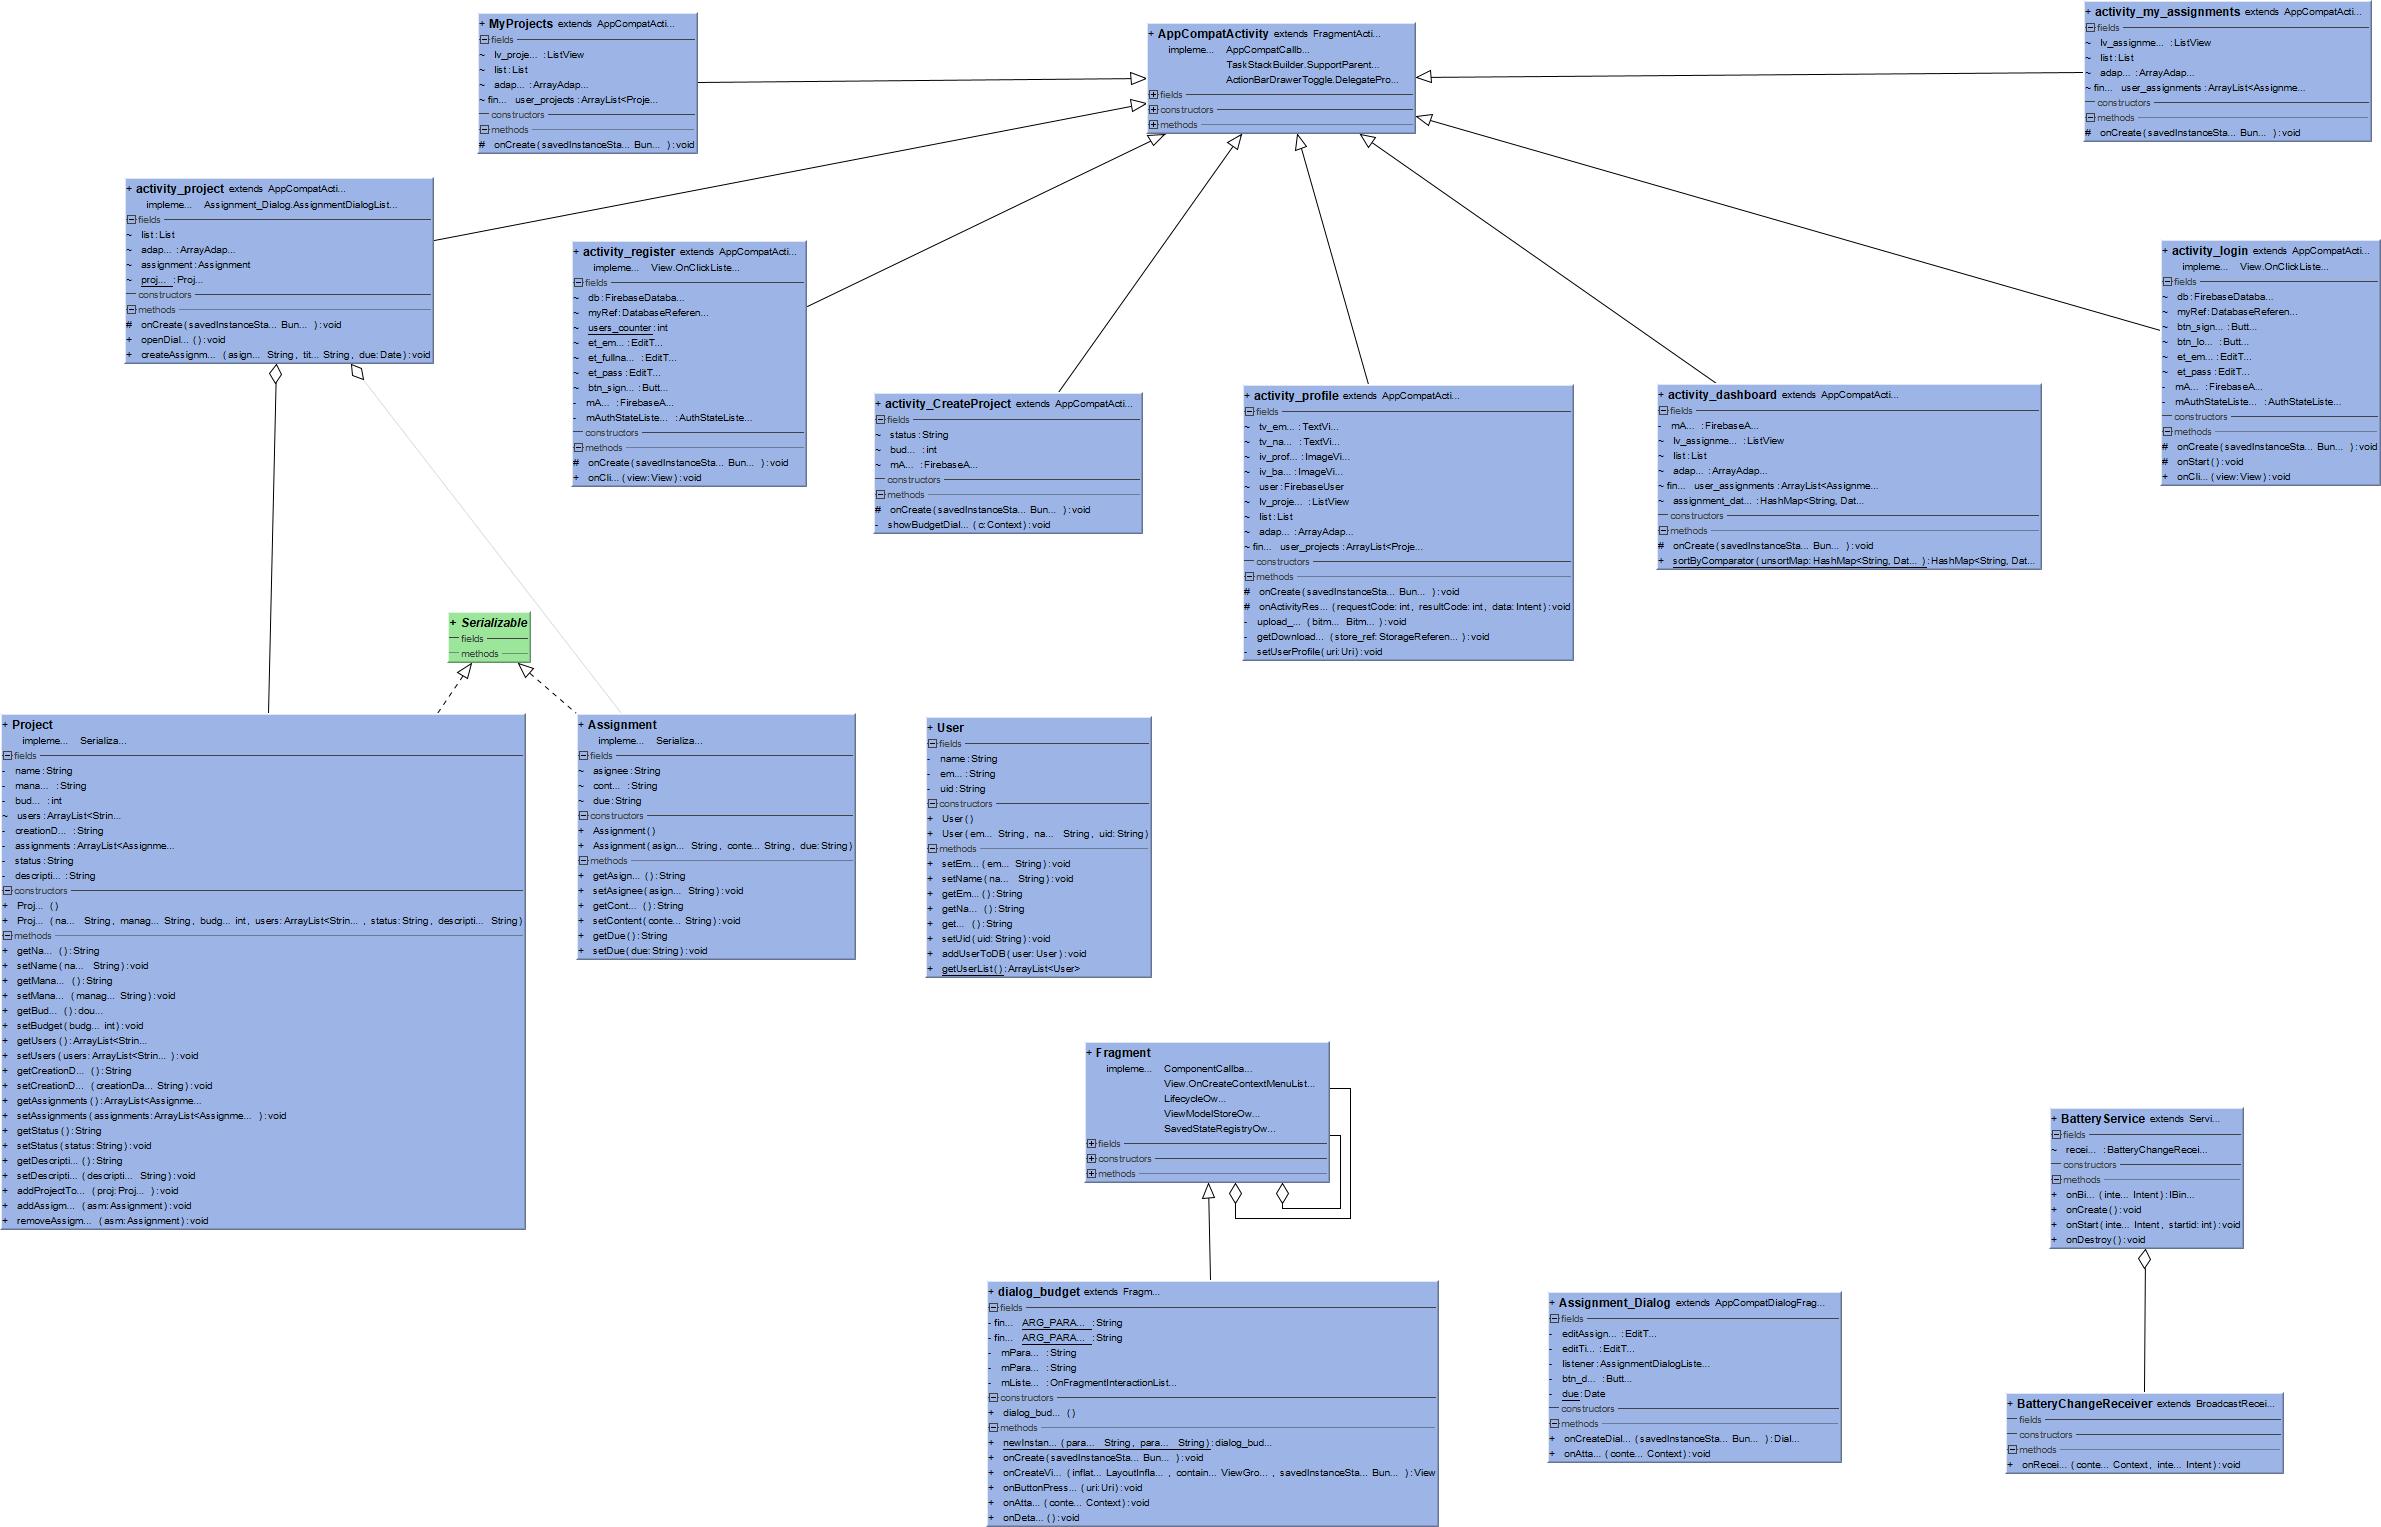 + MyProjects extends AppCompatActi...
fields
~ lv_proje... : ListView
~ list : List
~ adap... : ArrayAdap...
~ fin... user_projects : ArrayList<Proje...
constructors
methods
# onCreate ( savedInstanceSta... Bun... ) : void
+ AppCompatActivity extends FragmentActi...
impleme... AppCompatCallb...
TaskStackBuilder.SupportParent...
ActionBarDrawerToggle.DelegatePro...
fields
constructors
methods
+ activity_my_assignments extends AppCompatActi...
fields
~ lv_assignme... : ListView
~ list : List
~ adap... : ArrayAdap...
~ fin... user_assignments : ArrayList<Assignme...
constructors
methods
# onCreate ( savedInstanceSta... Bun... ) : void
+ activity_project extends AppCompatActi...
impleme... Assignment_Dialog.AssignmentDialogList...
fields
~ list : List
~ adap... : ArrayAdap...
~ assignment : Assignment
~ proj... : Proj...
constructors
methods
# onCreate ( savedInstanceSta... Bun... ) : void
+ openDial... ( ) : void
+ createAssignm... ( asign... String , tit... String , due: Date ) : void
+ activity_register extends AppCompatActi...
impleme... View.OnClickListe...
fields
~ db : FirebaseDataba...
~ myRef : DatabaseReferen...
~ users_counter : int
~ et_em... : EditT...
~ et_fullna... : EditT...
~ et_pass : EditT...
~ btn_sign... : Butt...
- mA... : FirebaseA...
- mAuthStateListe... : AuthStateListe...
constructors
methods
# onCreate ( savedInstanceSta... Bun... ) : void
+ onCli... ( view: View ) : void
+ activity_CreateProject extends AppCompatActi...
fields
~ status : String
~ bud... : int
~ mA... : FirebaseA...
constructors
methods
# onCreate ( savedInstanceSta... Bun... ) : void
- showBudgetDial... ( c: Context ) : void
+ activity_profile extends AppCompatActi...
fields
~ tv_em... : TextVi...
~ tv_na... : TextVi...
~ iv_prof... : ImageVi...
~ iv_ba... : ImageVi...
~ user : FirebaseUser
~ lv_proje... : ListView
~ list : List
~ adap... : ArrayAdap...
~ fin... user_projects : ArrayList<Proje...
constructors
methods
# onCreate ( savedInstanceSta... Bun... ) : void
# onActivityRes... ( requestCode: int , resultCode: int , data: Intent ) : void
- upload_... ( bitm... Bitm... ) : void
- getDownload... ( store_ref: StorageReferen... ) : void
- setUserProfile ( uri: Uri ) : void
+ activity_dashboard extends AppCompatActi...
fields
- mA... : FirebaseA...
~ lv_assignme... : ListView
~ list : List
~ adap... : ArrayAdap...
~ fin... user_assignments : ArrayList<Assignme...
~ assignment_dat... : HashMap<String, Dat...
constructors
methods
# onCreate ( savedInstanceSta... Bun... ) : void
+ sortByComparator ( unsortMap: HashMap<String, Dat... ) : HashMap<String, Dat...
+ activity_login extends AppCompatActi...
impleme... View.OnClickListe...
fields
~ db : FirebaseDataba...
~ myRef : DatabaseReferen...
~ btn_sign... : Butt...
~ btn_lo... : Butt...
~ et_em... : EditT...
~ et_pass : EditT...
- mA... : FirebaseA...
- mAuthStateListe... : AuthStateListe...
constructors
methods
# onCreate ( savedInstanceSta... Bun... ) : void
# onStart ( ) : void
+ onCli... ( view: View ) : void
+ Serializable
fields
methods
+ Project
impleme... Serializa...
fields
- name : String
- mana... : String
- bud... : int
~ users : ArrayList<Strin...
- creationD... : String
- assignments : ArrayList<Assignme...
- status : String
- descripti... : String
constructors
+ Proj... ( )
+ Proj... ( na... String , manag... String , budg... int , users: ArrayList<Strin... , status: String , descripti... String )
methods
+ getNa... ( ) : String
+ setName ( na... String ) : void
+ getMana... ( ) : String
+ setMana... ( manag... String ) : void
+ getBud... ( ) : dou...
+ setBudget ( budg... int ) : void
+ getUsers ( ) : ArrayList<Strin...
+ setUsers ( users: ArrayList<Strin... ) : void
+ getCreationD... ( ) : String
+ setCreationD... ( creationDa... String ) : void
+ getAssignments ( ) : ArrayList<Assignme...
+ setAssignments ( assignments: ArrayList<Assignme... ) : void
+ getStatus ( ) : String
+ setStatus ( status: String ) : void
+ getDescripti... ( ) : String
+ setDescripti... ( descripti... String ) : void
+ addProjectTo... ( proj: Proj... ) : void
+ addAssigm... ( asm: Assignment ) : void
+ removeAssigm... ( asm: Assignment ) : void
+ Assignment
impleme... Serializa...
fields
~ asignee : String
~ cont... : String
~ due : String
constructors
+ Assignment ( )
+ Assignment ( asign... String , conte... String , due: String )
methods
+ getAsign... ( ) : String
+ setAsignee ( asign... String ) : void
+ getCont... ( ) : String
+ setContent ( conte... String ) : void
+ getDue ( ) : String
+ setDue ( due: String ) : void
+ User
fields
- name : String
- em... : String
- uid : String
constructors
+ User ( )
+ User ( em... String , na... String , uid: String )
methods
+ setEm... ( em... String ) : void
+ setName ( na... String ) : void
+ getEm... ( ) : String
+ getNa... ( ) : String
+ get... ( ) : String
+ setUid ( uid: String ) : void
+ addUserToDB ( user: User ) : void
+ getUserList ( ) : ArrayList<User>
+ Fragment
impleme... ComponentCallba...
View.OnCreateContextMenuList...
LifecycleOw...
ViewModelStoreOw...
SavedStateRegistryOw...
fields
constructors
methods
+ BatteryService extends Servi...
fields
~ recei... : BatteryChangeRecei...
constructors
methods
+ onBi... ( inte... Intent ) : IBin...
+ onCreate ( ) : void
+ onStart ( inte... Intent , startid: int ) : void
+ onDestroy ( ) : void
+ dialog_budget extends Fragm...
fields
- fin... ARG_PARA... : String
- fin... ARG_PARA... : String
- mPara... : String
- mPara... : String
- mListe... : OnFragmentInteractionList...
constructors
+ dialog_bud... ( )
methods
+ newInstan... ( para... String , para... String ) : dialog_bud...
+ onCreate ( savedInstanceSta... Bun... ) : void
+ onCreateVi... ( inflat... LayoutInfla... , contain... ViewGro... , savedInstanceSta... Bun... ) : View
+ onButtonPress... ( uri: Uri ) : void
+ onAtta... ( conte... Context ) : void
+ onDeta... ( ) : void
+ Assignment_Dialog extends AppCompatDialogFrag...
fields
- editAssign... : EditT...
- editTi... : EditT...
- listener : AssignmentDialogListe...
- btn_d... : Butt...
- due : Date
constructors
methods
+ onCreateDial... ( savedInstanceSta... Bun... ) : Dial...
+ onAtta... ( conte... Context ) : void
+ BatteryChangeReceiver extends BroadcastRecei...
fields
constructors
methods
+ onRecei... ( conte... Context , inte... Intent ) : void